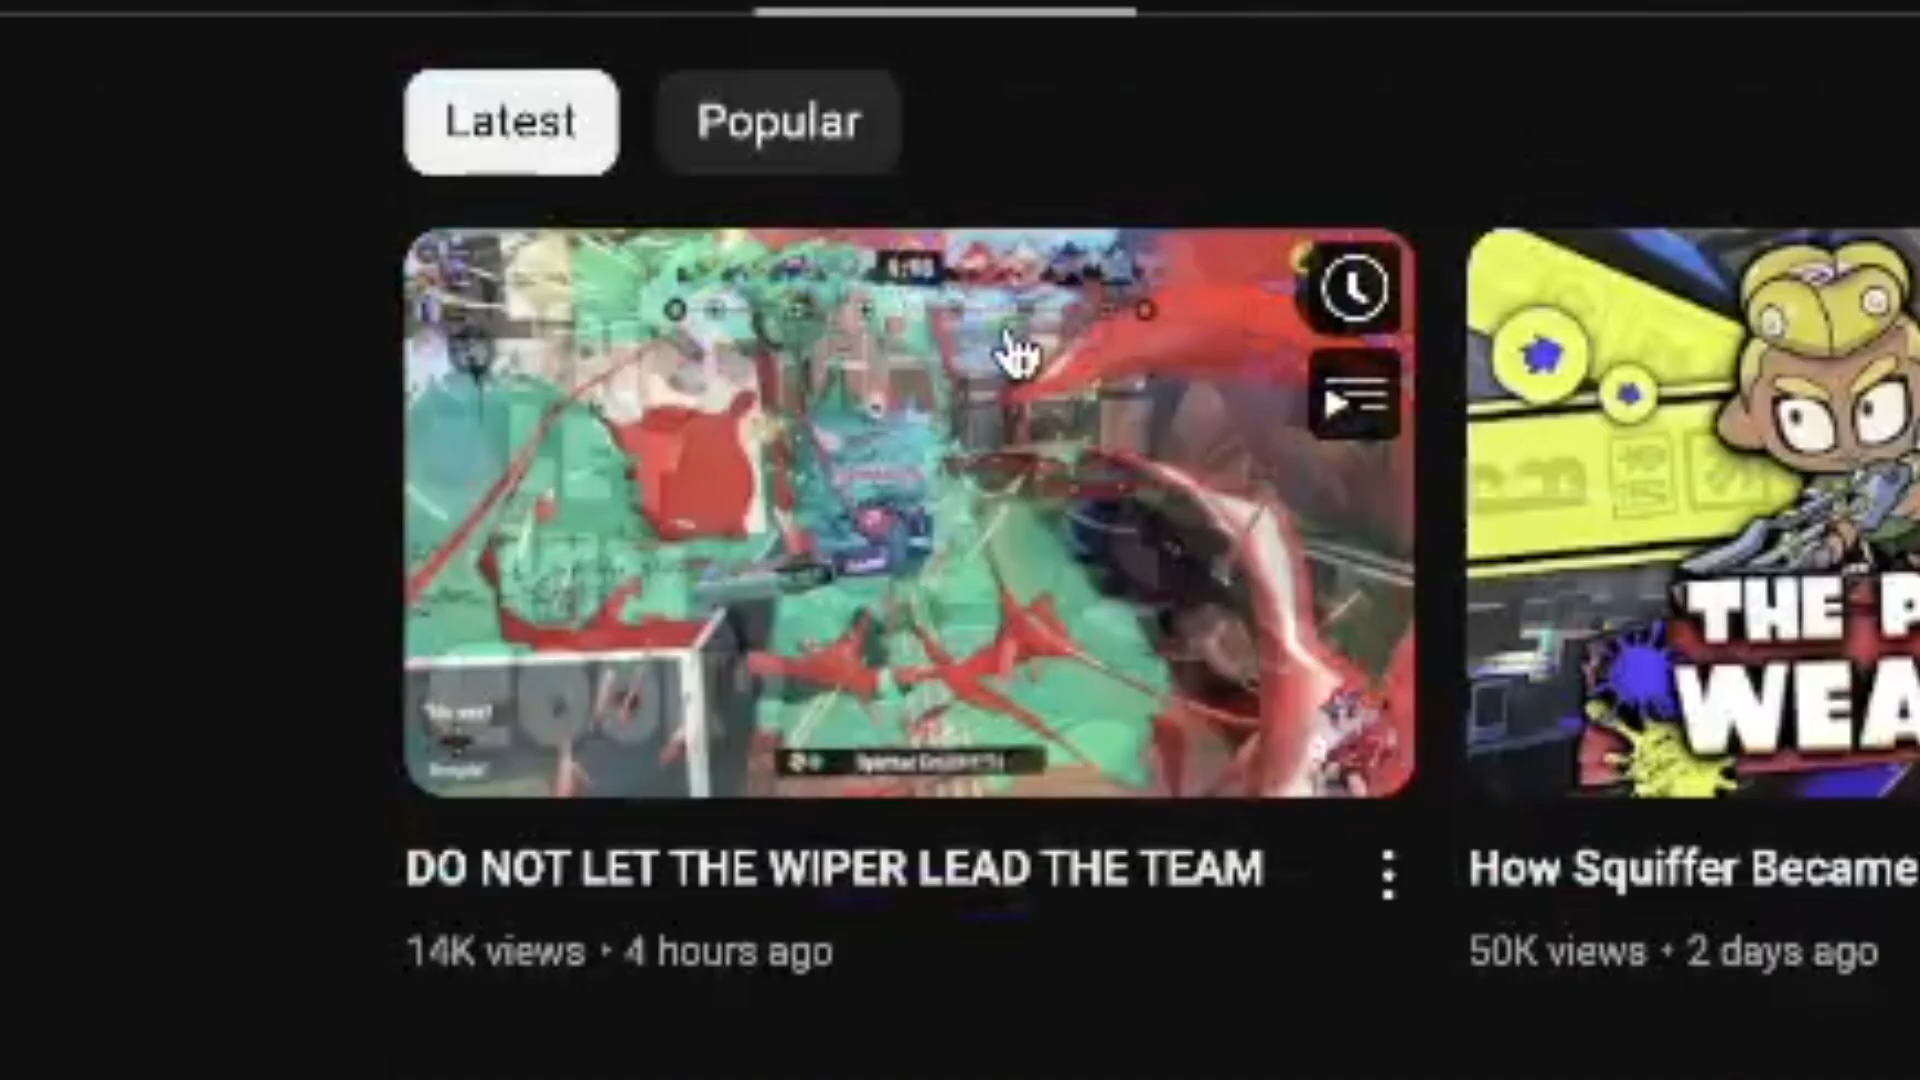 Latest
Popular
THE P
WEA
DO NOT LET THE WIPER LEAD THE TEAM
14K views • 4 hours ago
How Squiffer Became
50K views • 2 days ago